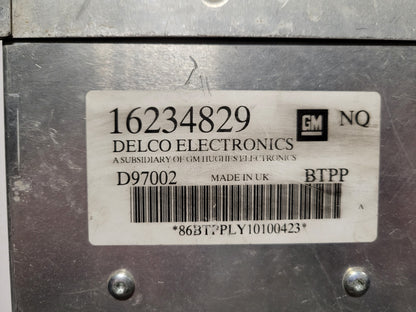 16234829 GM NQ
DELCO ELECTRONICS
A SUBSIDIARY OF GM HUGHES ELECTRONICS
D97002 MADE IN UK BTPP
A
*86BTPPLY10100423*